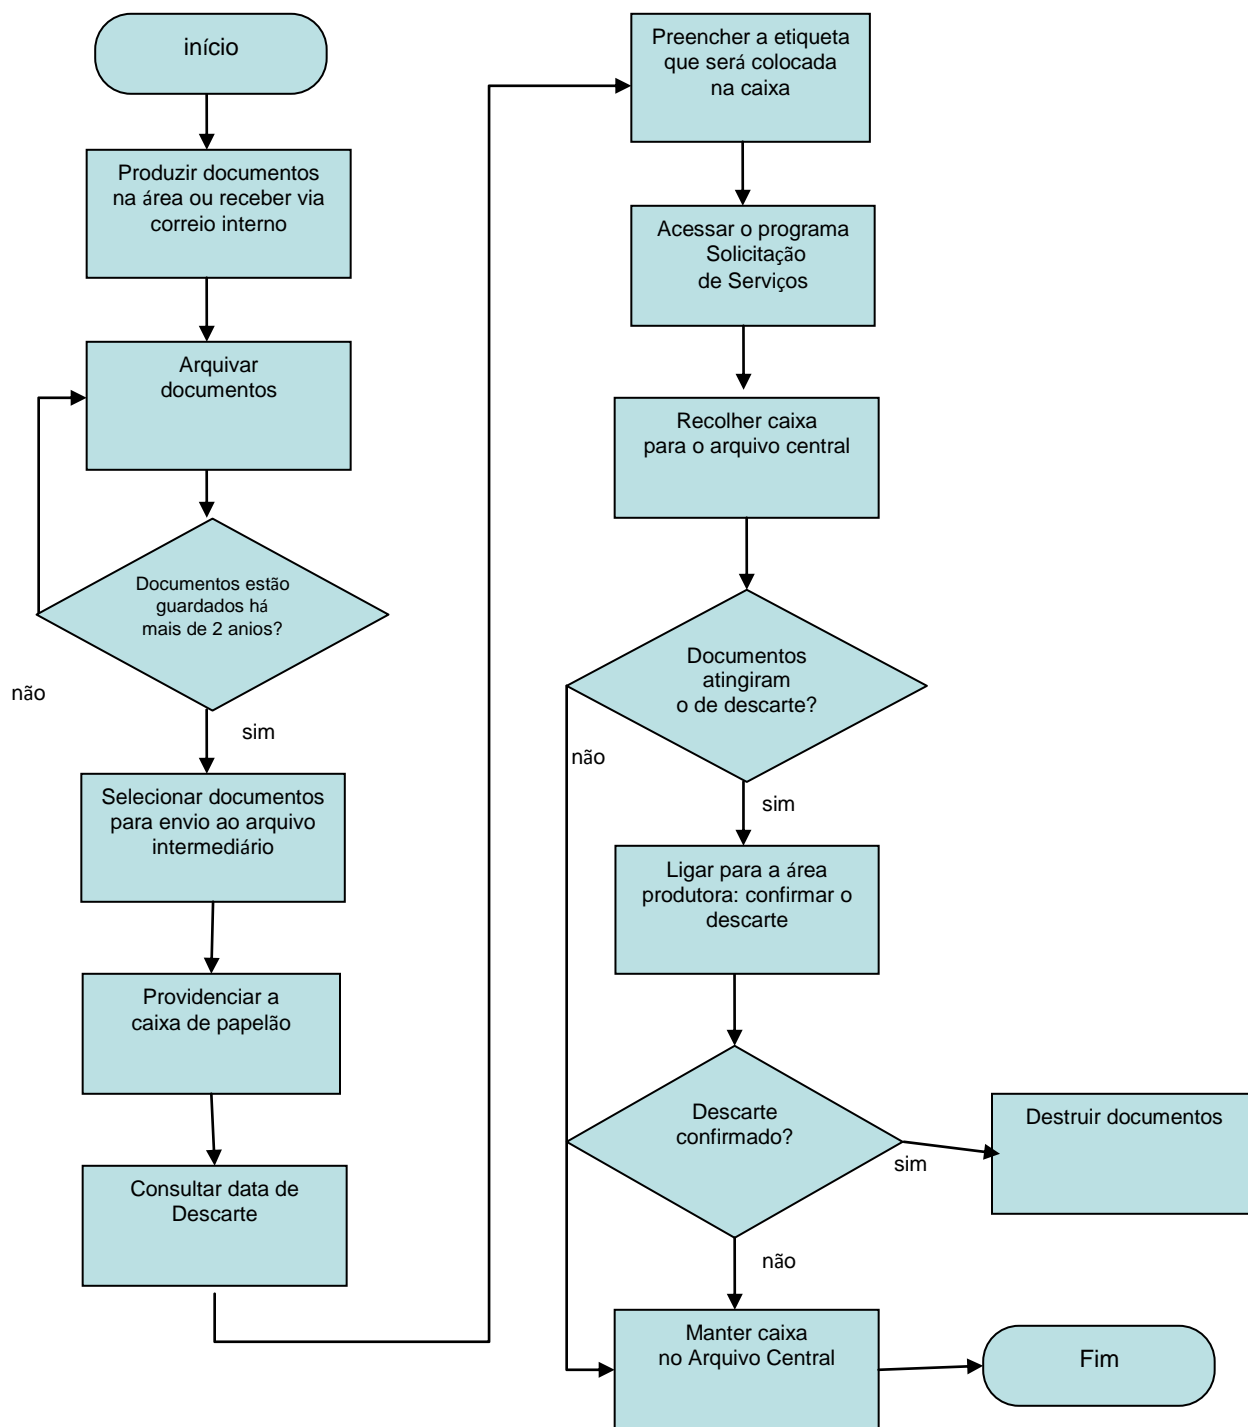 início
Produzir documentos
na área ou receber via
correio interno
Arquivar
documentos
Documentos estão
guardados há
mais de 2 anios?
não
sim
Selecionar documentos
para envio ao arquivo
intermediário
Providenciar a
caixa de papelão
Consultar data de
Descarte
Preencher a etiqueta
que será colocada
na caixa
Acessar o programa
Solicitação
de Serviços
Recolher caixa
para o arquivo central
Documentos
atingiram
o de descarte?
não
sim
Ligar para a área
produtora: confirmar o
descarte
Descarte
confirmado?
sim
Destruir documentos
não
Manter caixa
no Arquivo Central
Fim